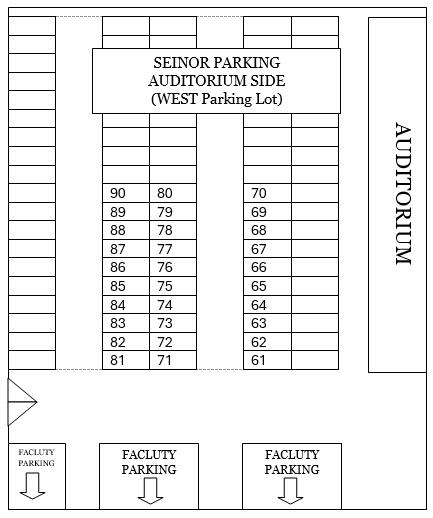 SEINOR PARKING
AUDITORIUM SIDE
(WEST Parking Lot)
AUDITORIUM
90 80 70
89 79 69
88 78 68
87 77 67
86 76 66
85 75 65
84 74 64
83 73 63
82 72 62
81 71 61
FACLUTY
PARKING
FACLUTY
PARKING
FACLUTY
PARKING